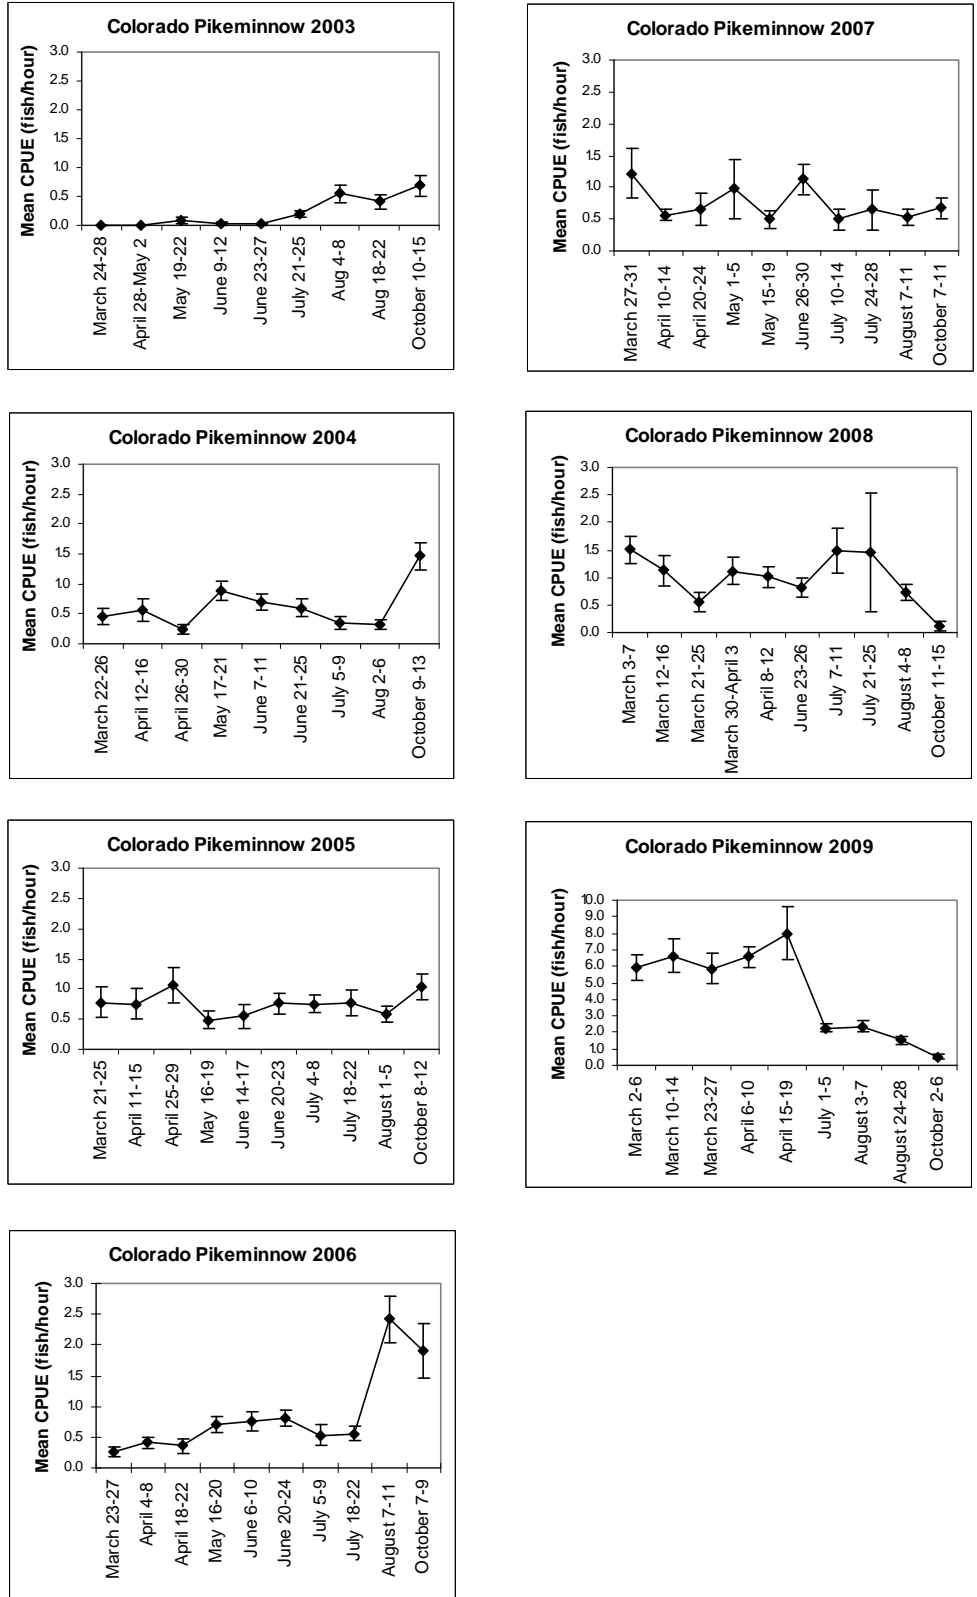 Colorado Pikeminnow 2003
Mean CPUE (fish/hour)
3.0
2.5
2.0
1.5
1.0
0.5
0.0
March 24-28
April 28-May 2
May 19-22
June 9-12
June 23-27
July 21-25
Aug 4-8
Aug 18-22
October 10-15
Colorado Pikeminnow 2004
Mean CPUE (fish/hour)
3.0
2.5
2.0
1.5
1.0
0.5
0.0
March 22-26
April 12-16
April 26-30
May 17-21
June 7-11
June 21-25
July 5-9
Aug 2-6
October 9-13
Colorado Pikeminnow 2005
Mean CPUE (fish/hour)
3.0
2.5
2.0
1.5
1.0
0.5
0.0
March 21-25
April 11-15
April 25-29
May 16-19
June 14-17
June 20-23
July 4-8
July 18-22
August 1-5
October 8-12
Colorado Pikeminnow 2006
Mean CPUE (fish/hour)
3.0
2.5
2.0
1.5
1.0
0.5
0.0
March 23-27
April 4-8
April 18-22
May 16-20
June 6-10
June 20-24
July 5-9
July 18-22
August 7-11
October 7-9
Colorado Pikeminnow 2007
Mean CPUE (fish/hour)
3.0
2.5
2.0
1.5
1.0
0.5
0.0
March 27-31
April 10-14
April 20-24
May 1-5
May 15-19
June 26-30
July 10-14
July 24-28
August 7-11
October 7-11
Colorado Pikeminnow 2008
Mean CPUE (fish/hour)
3.0
2.5
2.0
1.5
1.0
0.5
0.0
March 3-7
March 12-16
March 21-25
March 30-April 3
April 8-12
June 23-26
July 7-11
July 21-25
August 4-8
October 11-15
Colorado Pikeminnow 2009
Mean CPUE (fish/hour)
10.0
9.0
8.0
7.0
6.0
5.0
4.0
3.0
2.0
1.0
0.0
March 2-6
March 10-14
March 23-27
April 6-10
April 15-19
July 1-5
August 3-7
August 24-28
October 2-6